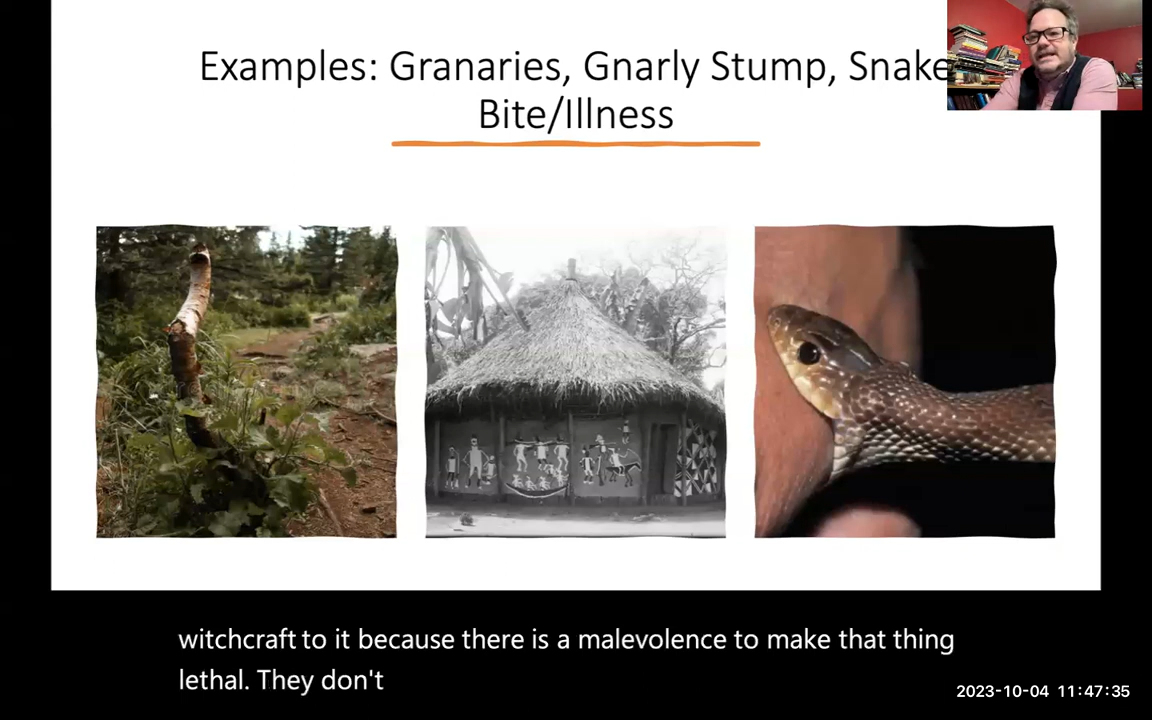 Examples: Granaries, Gnarly Stump, Snake
Bite/Illness
witchcraft to it because there is a malevolence to make that thing
lethal. They don't
2023-10-04 11:47:35